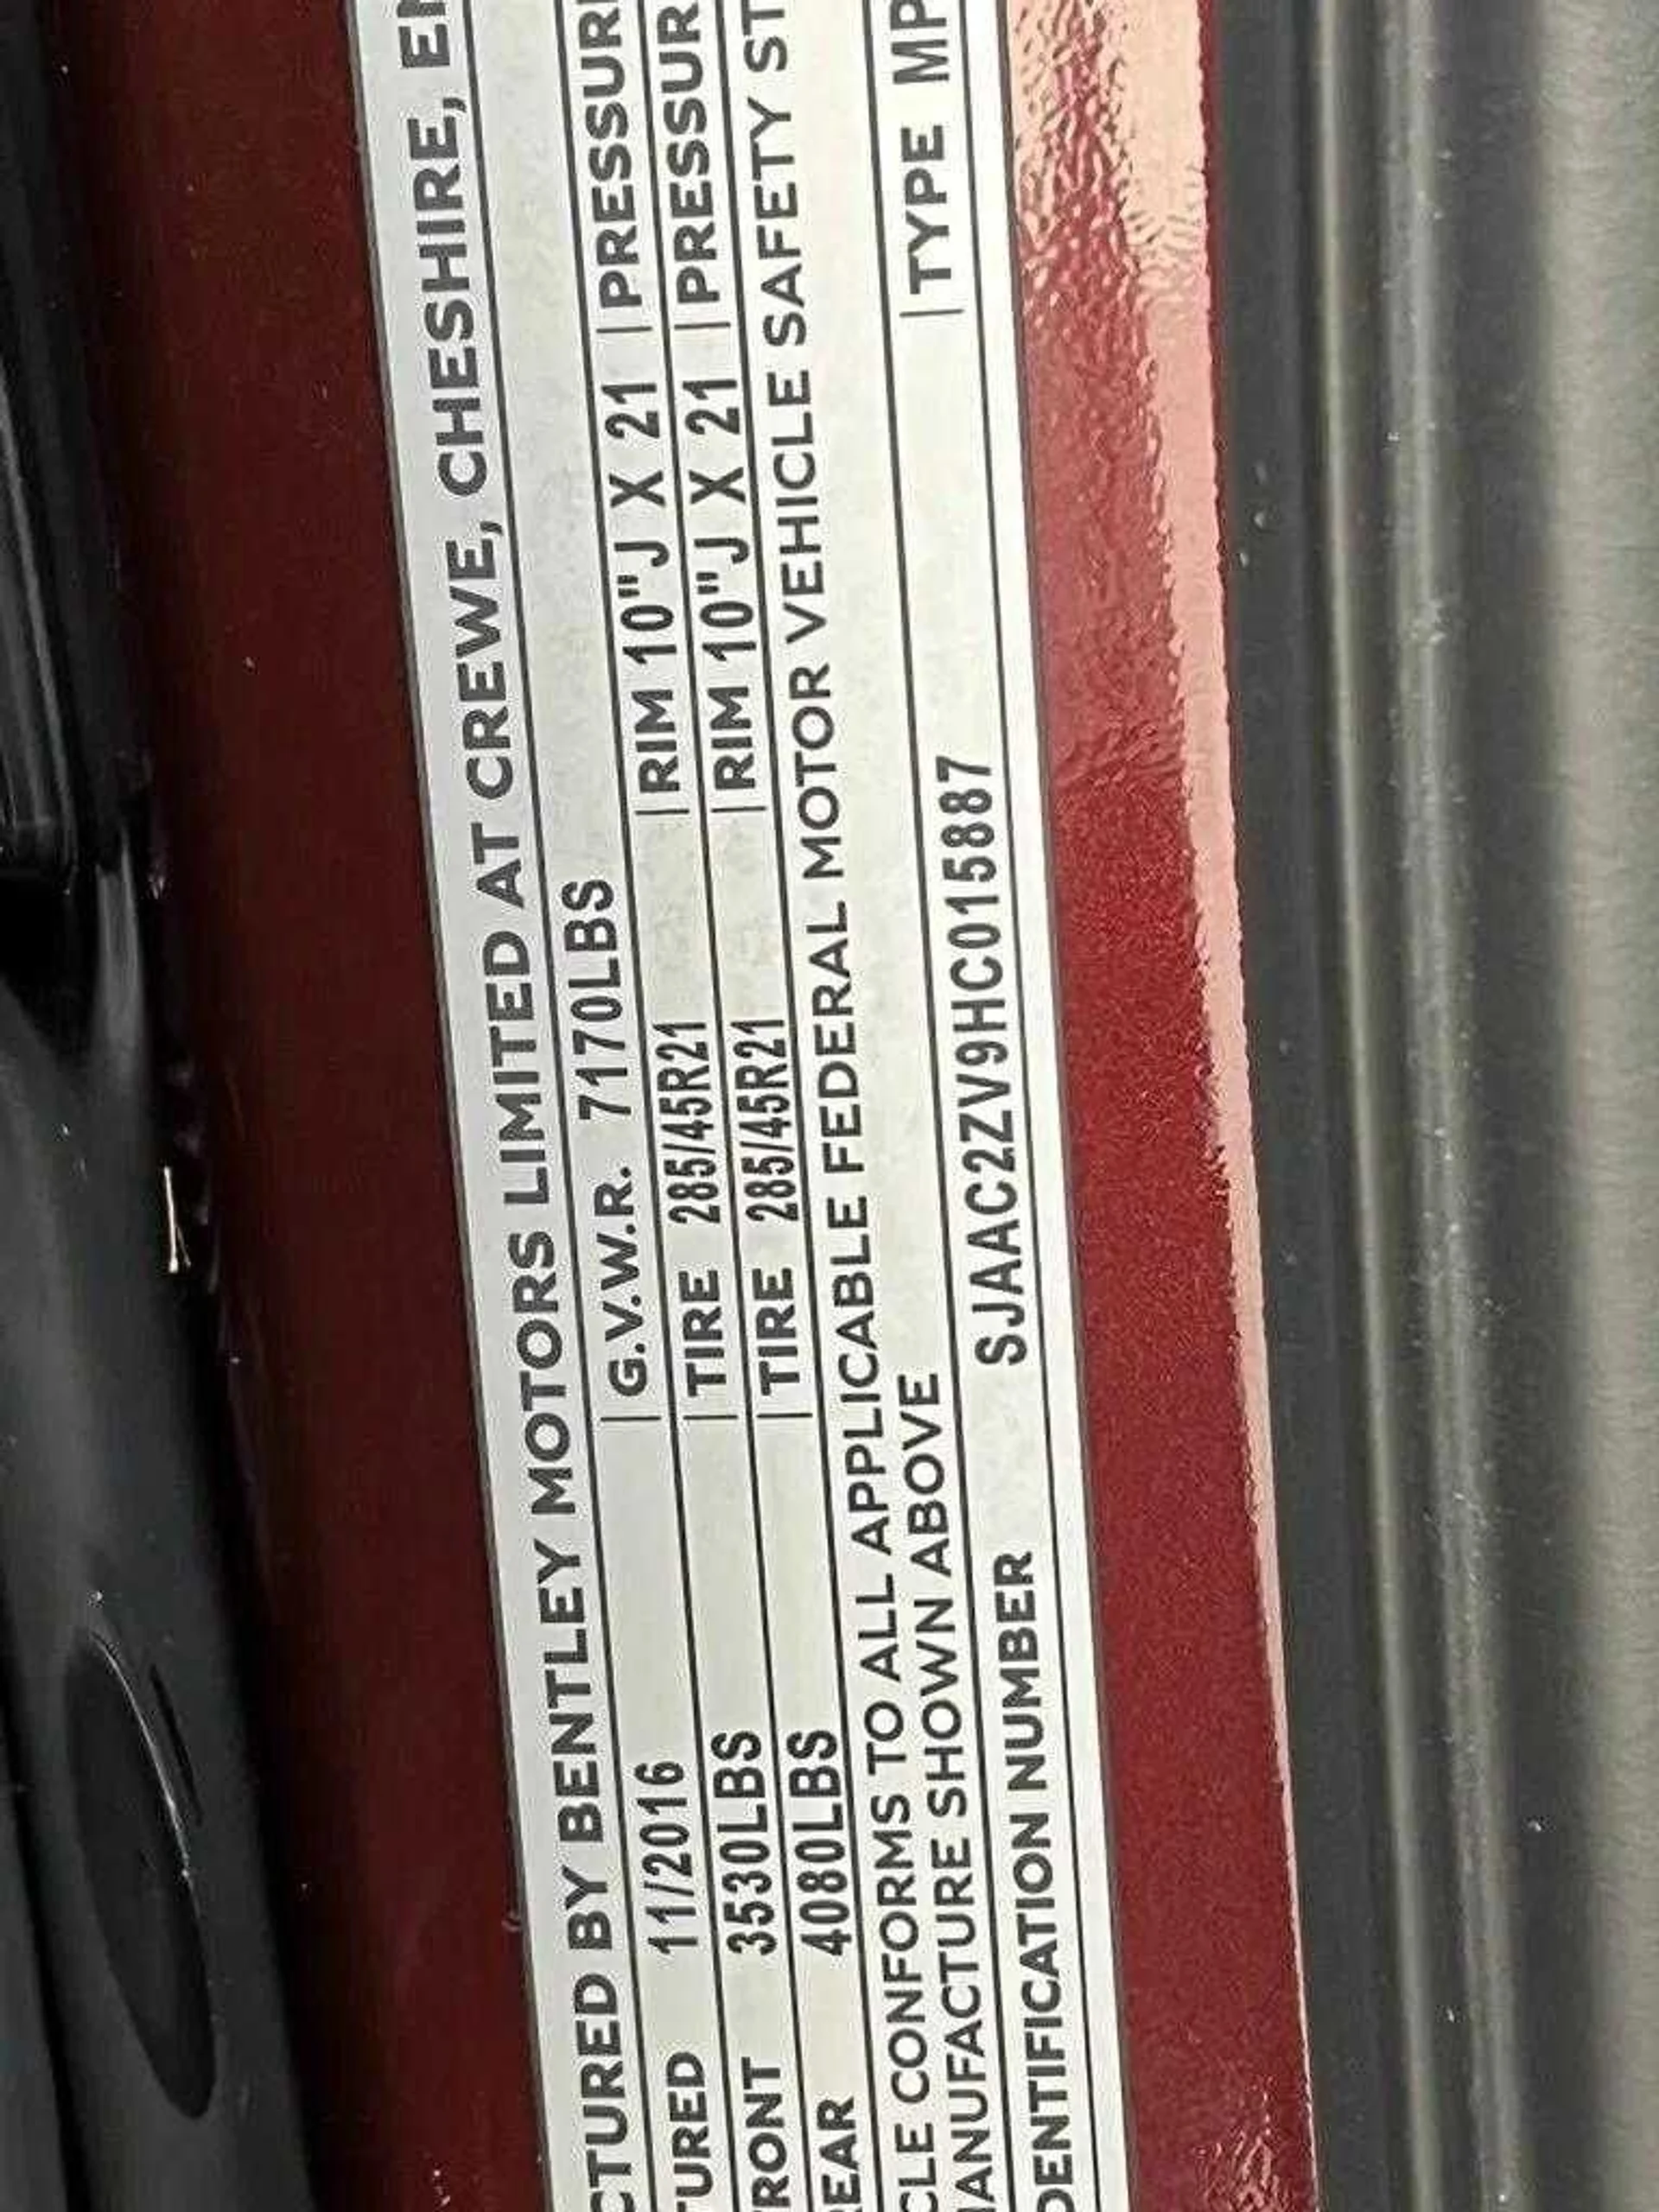 CTURED BY BENTLEY MOTORS LIMITED AT CREWE, CHESHIRE, EN
TURED 11/2016 G.V.W.R. 7170LBS
RONT 3530LBS TIRE 285/45R21 RIM 10"J X 21 PRESSUR
EAR 4080LBS TIRE 285/45R21 RIM 10"J X 21 PRESSUR
CLE CONFORMS TO ALL APPLICABLE FEDERAL MOTOR VEHICLE SAFETY ST
MANUFACTURE SHOWN ABOVE
DENTIFICATION NUMBER SJAAC2ZV9HC015887 TYPE MP